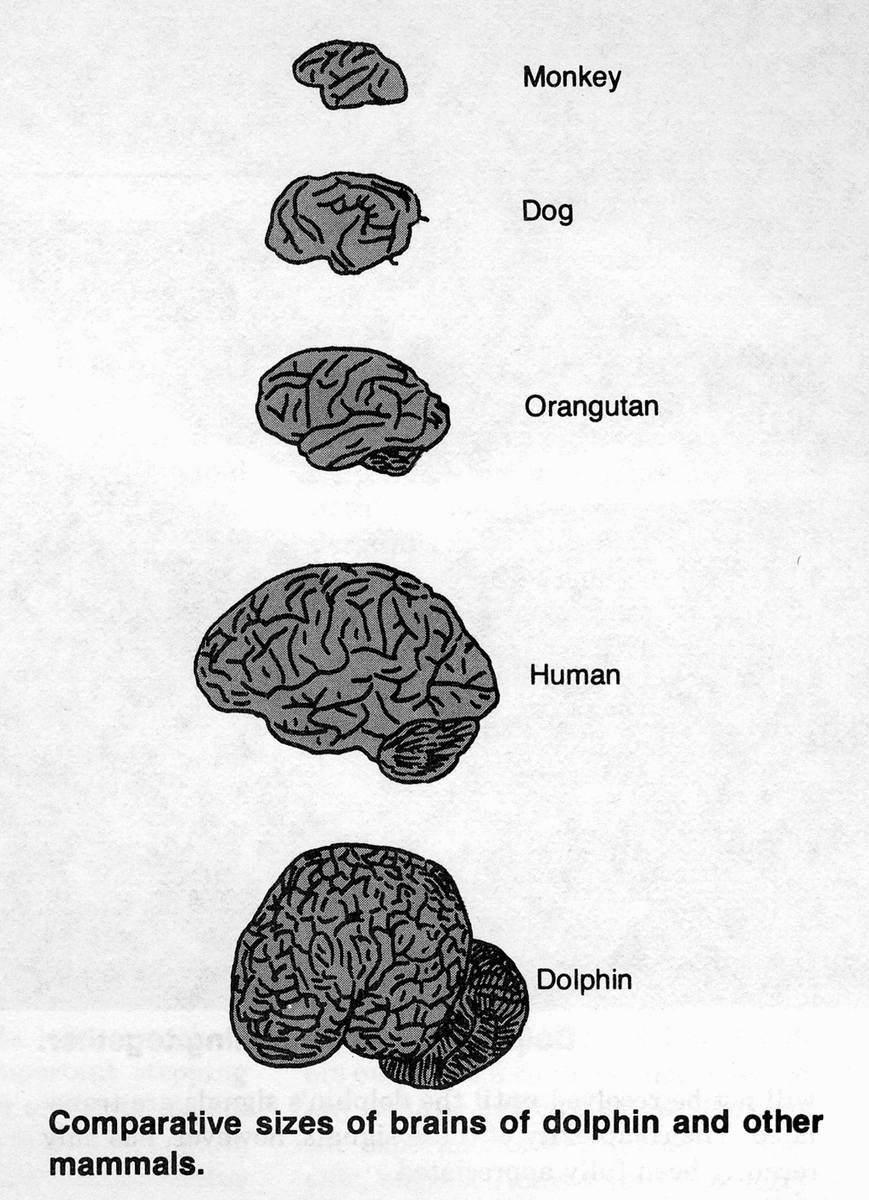 Monkey
Dog
Orangutan
Human
Dolphin
Comparative sizes of brains of dolphin and other
mammals.